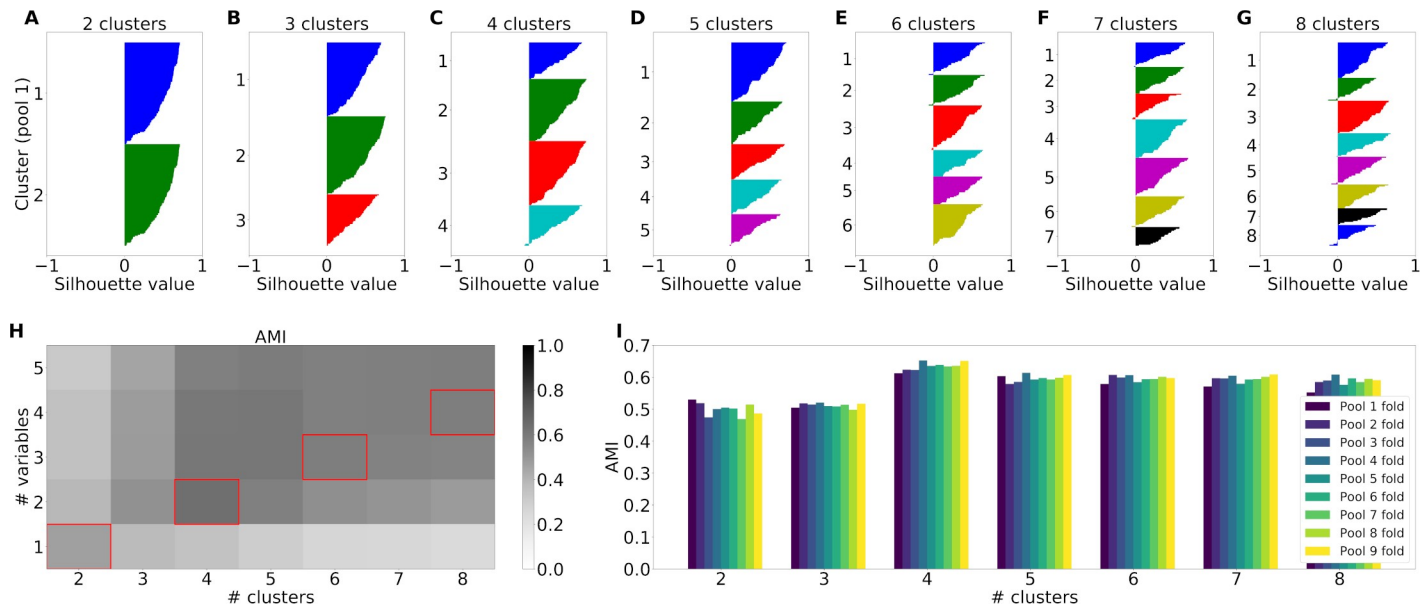 A 2 clusters
B 3 clusters
C 4 clusters
D 5 clusters
E 6 clusters
F 7 clusters
G 8 clusters
Cluster (pool 1)
1
2
−1 0 1
Silhouette value
1
2
3
−1 0 1
Silhouette value
1
2
3
4
−1 0 1
Silhouette value
1
2
3
4
5
−1 0 1
Silhouette value
1
2
3
4
5
6
−1 0 1
Silhouette value
1
2
3
4
5
6
7
−1 0 1
Silhouette value
1
2
3
4
5
6
7
8
−1 0 1
Silhouette value
H
AMI
# variables
5
4
3
2
1
2 3 4 5 6 7 8
# clusters
1.0
0.8
0.6
0.4
0.2
0.0
I
AMI
0.7
0.6
0.5
0.4
0.3
0.2
0.1
0.0
2 3 4 5 6 7 8
# clusters
Pool 1 fold
Pool 2 fold
Pool 3 fold
Pool 4 fold
Pool 5 fold
Pool 6 fold
Pool 7 fold
Pool 8 fold
Pool 9 fold